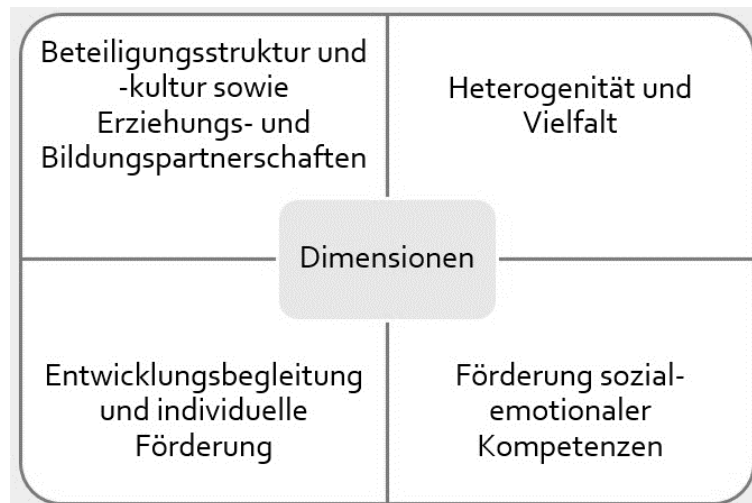 Beteiligungsstruktur und
-kultur sowie
Erziehungs- und
Bildungspartnerschaften
Heterogenität und
Vielfalt
Dimensionen
Entwicklungsbegleitung
und individuelle
Förderung
Förderung sozial-
emotionaler
Kompetenzen